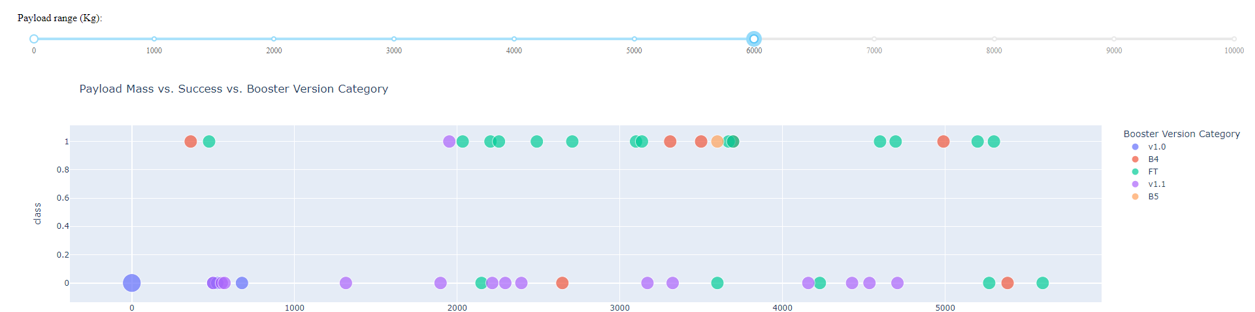 Payload range (Kg):
0 1000 2000 3000 4000 5000 6000 7000 8000 9000 10000
Payload Mass vs. Success vs. Booster Version Category
Booster Version Category
v1.0
B4
FT
v1.1
B5
class
1
0.8
0.6
0.4
0.2
0
0 1000 2000 3000 4000 5000